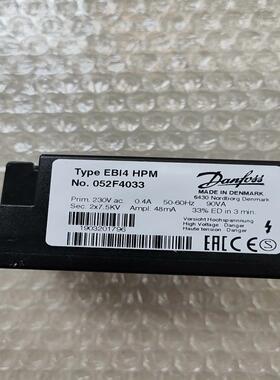 Type EBI4 HPM
No. 052F4033
Danfoss
MADE IN DENMARK
6430 Nordborg Denmark
Prim. 230V ac 0.4A 50-60Hz 90VA
Sec. 2x7.5KV Ampl: 48mA 33% ED in 3 min.
1903201796
Vorsicht Hochspannung
High Voltage : Danger
Haute tension : Danger
EAC CE